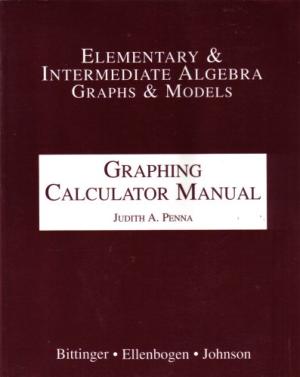 ELEMENTARY &
INTERMEDIATE ALGEBRA
GRAPHS & MODELS
GRAPHING
CALCULATOR MANUAL
JUDITH A. PENNA
Bittinger • Ellenbogen • Johnson